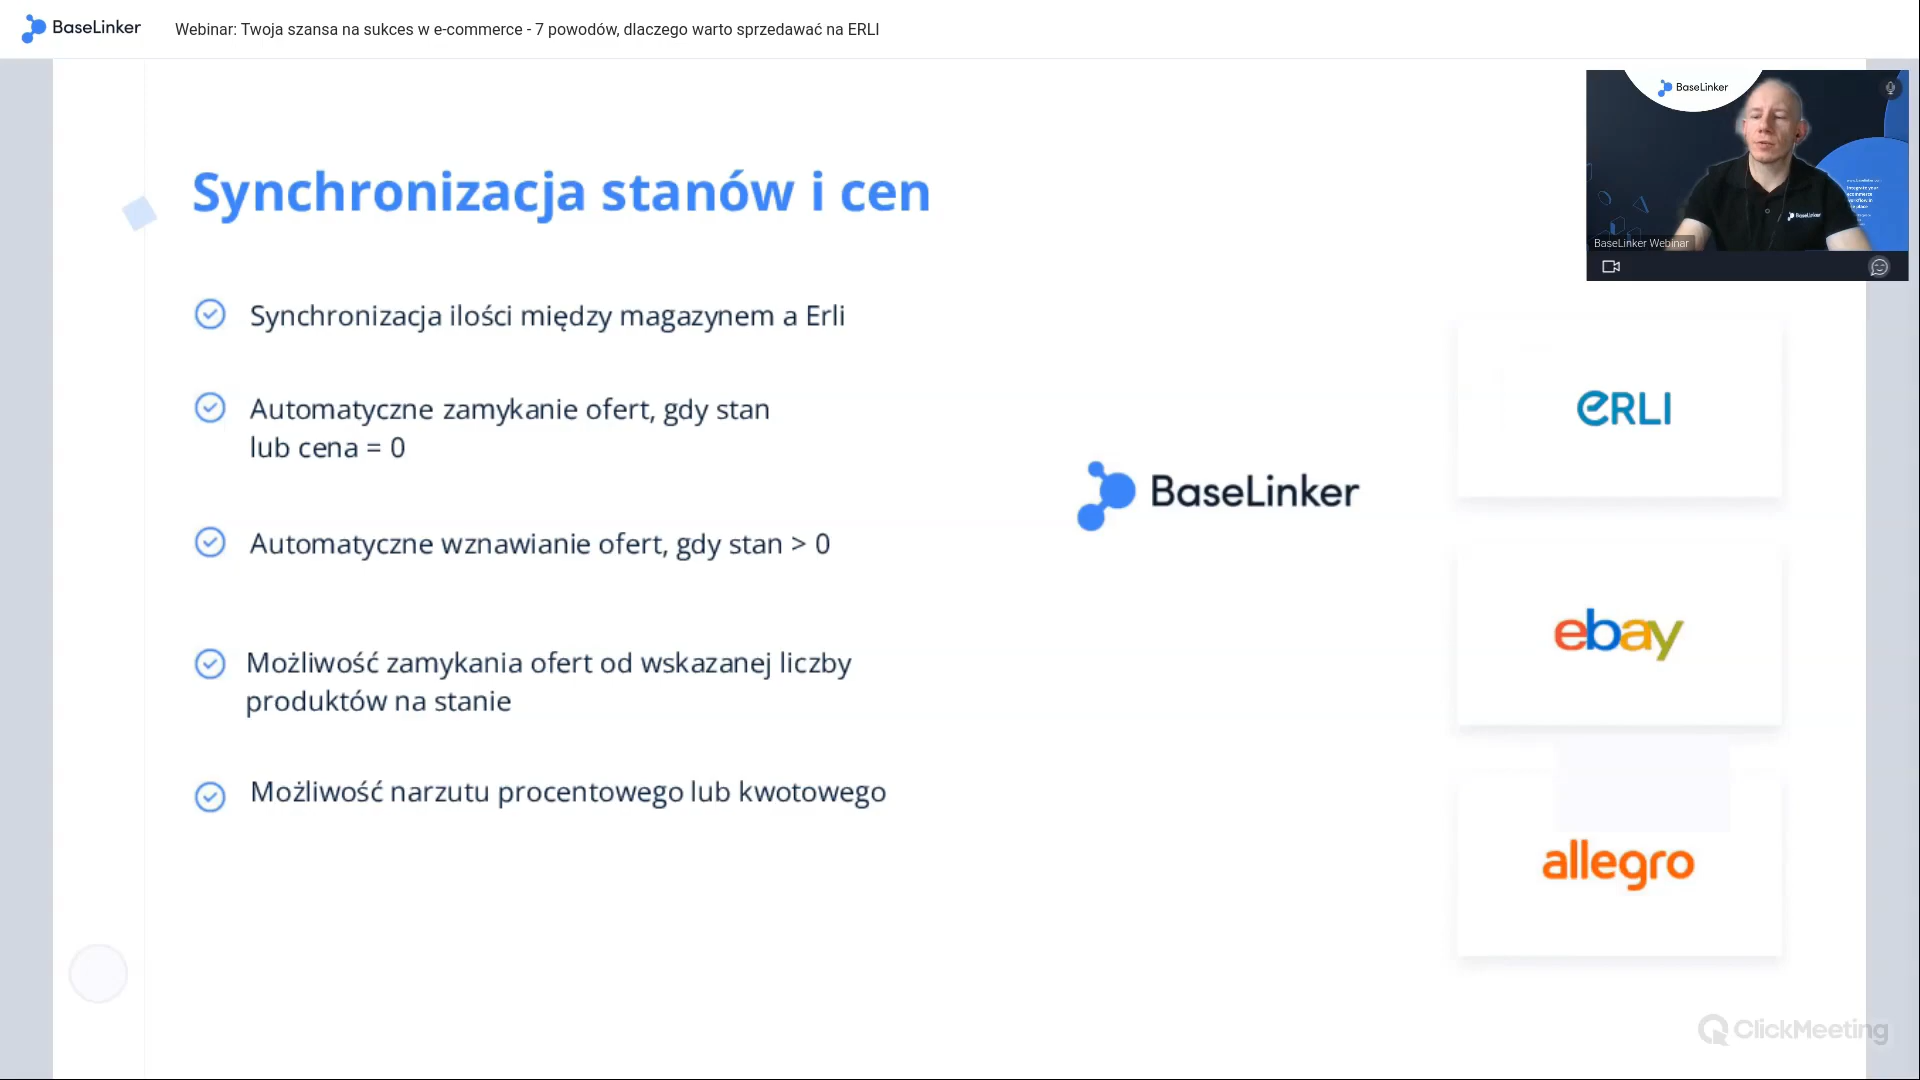 BaseLinker
Webinar: Twoja szansa na sukces w e-commerce - 7 powodów, dlaczego warto sprzedawać na ERLI
BaseLinker
BaseLinker
BaseLinker Webinar
Synchronizacja stanów i cen
Synchronizacja ilości między magazynem a Erli
Automatyczne zamykanie ofert, gdy stan
lub cena = 0
Automatyczne wznawianie ofert, gdy stan > 0
Możliwość zamykania ofert od wskazanej liczby
produktów na stanie
Możliwość narzutu procentowego lub kwotowego
BaseLinker
ERLI
ebay
allegro
ClickMeeting